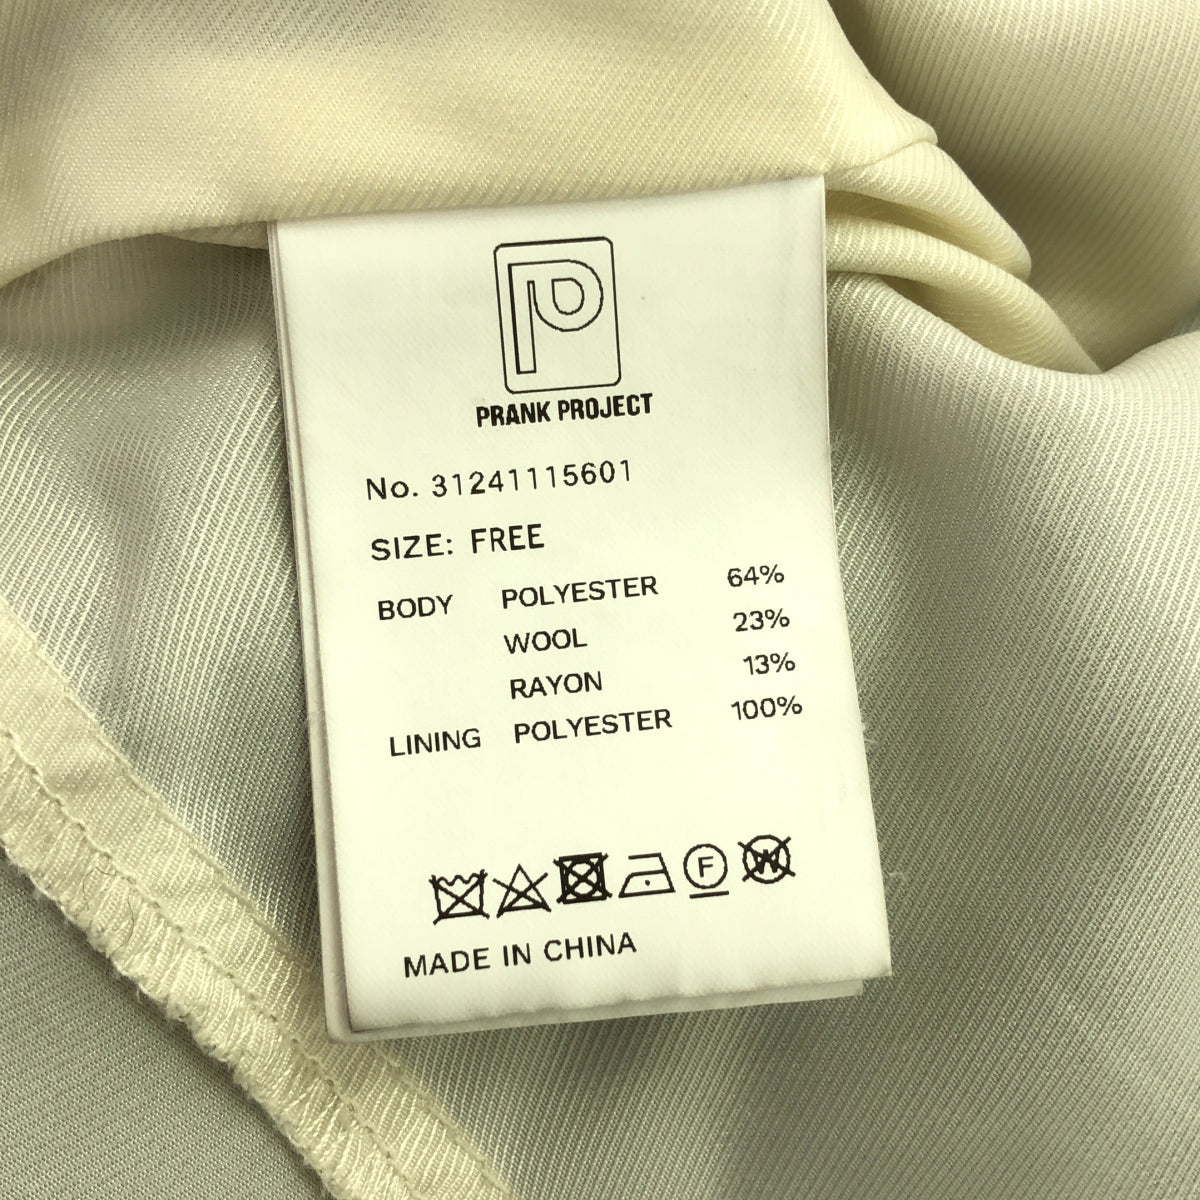 P
PRANK PROJECT
No. 31241115601
SIZE: FREE
BODY POLYESTER 64%
WOOL 23%
RAYON 13%
LINING POLYESTER 100%
F W
MADE IN CHINA